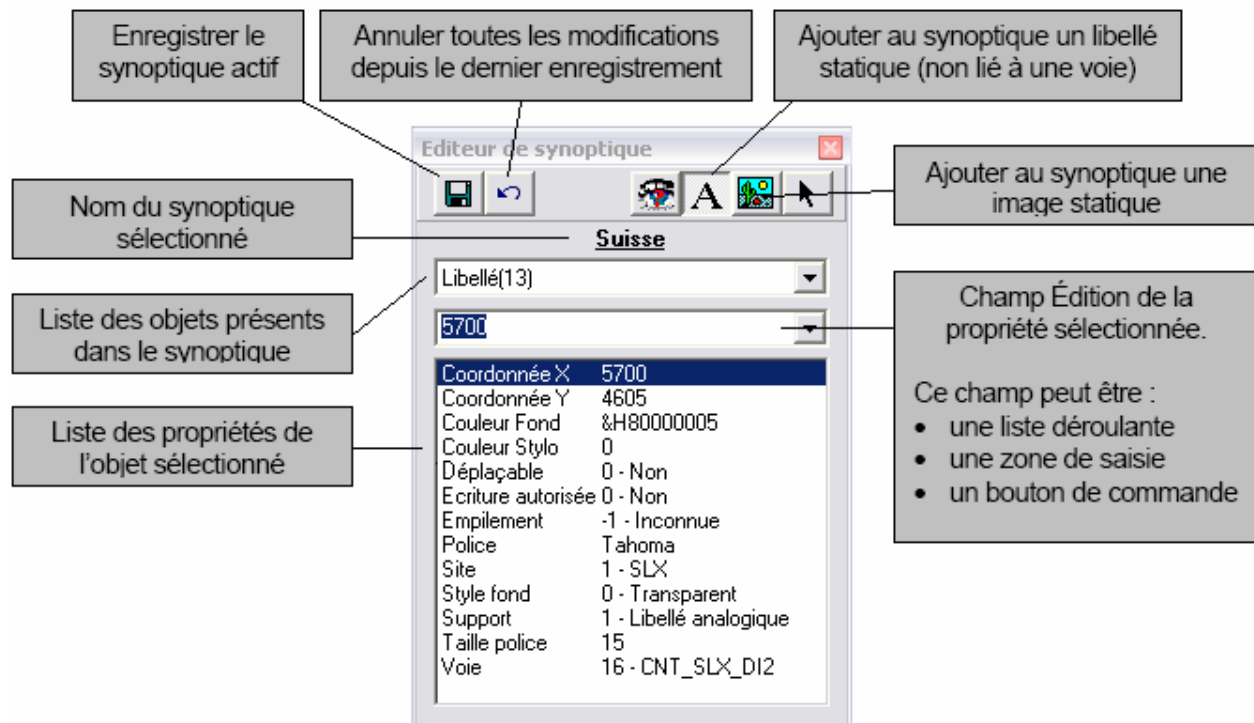 Enregistrer le
synoptique actif
Annuler toutes les modifications
depuis le dernier enregistrement
Ajouter au synoptique un libellé
statique (non lié à une voie)
Editeur de synoptique
A
Ajouter au synoptique une
image statique
Nom du synoptique
sélectionné
Suisse
Libellé(13)
Liste des objets présents
dans le synoptique
5700
Champ Édition de la
propriété sélectionnée.
Ce champ peut être :
• une liste déroulante
• une zone de saisie
• un bouton de commande
Liste des propriétés de
l'objet sélectionné
Coordonnée X 5700
Coordonnée Y 4605
Couleur Fond &H80000005
Couleur Stylo 0
Déplaçable 0 - Non
Ecriture autorisée 0 - Non
Empilement -1 - Inconnue
Police Tahoma
Site 1 - SLX
Style fond 0 - Transparent
Support 1 - Libellé analogique
Taille police 15
Voie 16 - CNT_SLX_DI2